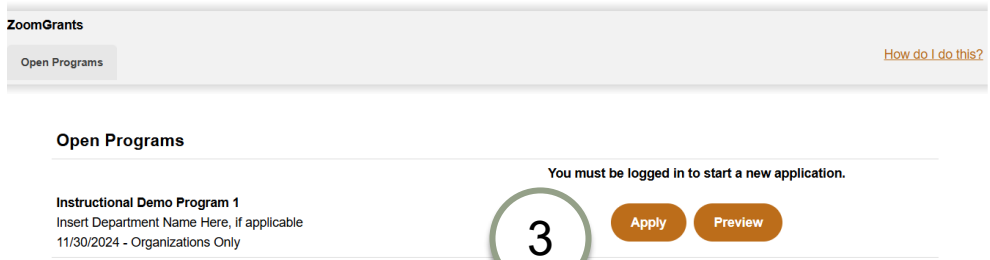 ZoomGrants
Open Programs
How do I do this?
Open Programs
You must be logged in to start a new application.
Instructional Demo Program 1
Insert Department Name Here, if applicable
11/30/2024 - Organizations Only
3
Apply
Preview